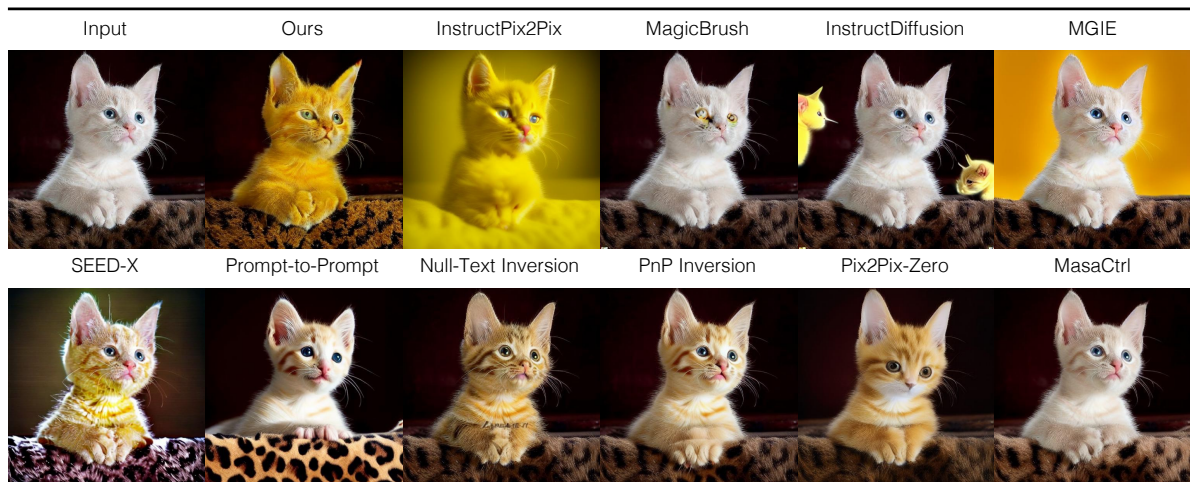 Input Ours InstructPix2Pix MagicBrush InstructDiffusion MGIE
SEED-X Prompt-to-Prompt Null-Text Inversion PnP Inversion Pix2Pix-Zero MasaCtrl